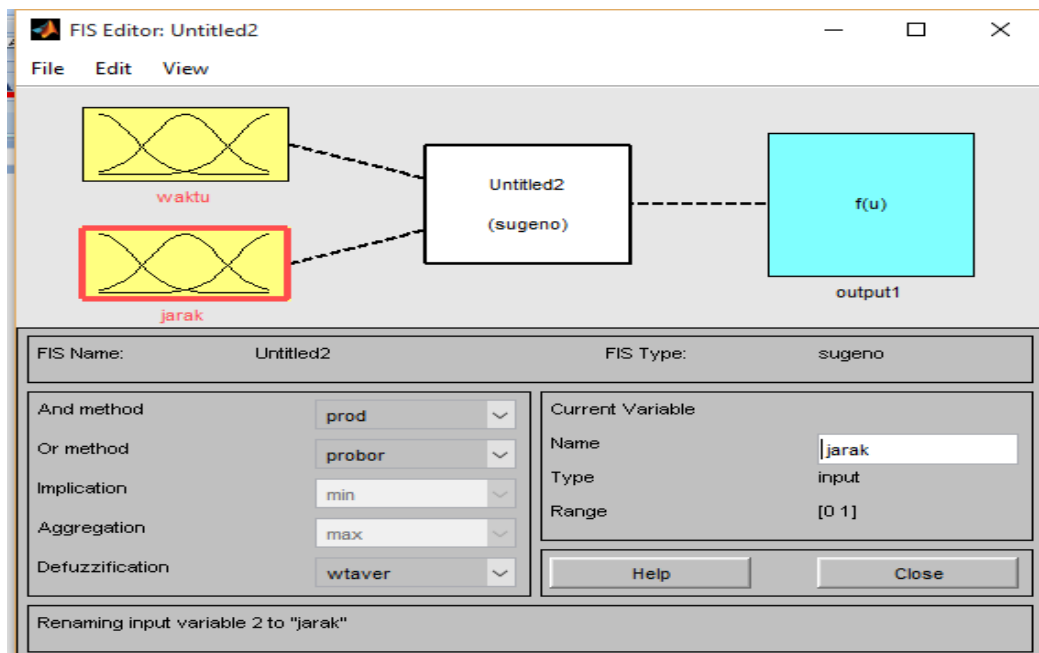 FIS Editor: Untitled2
File Edit View
waktu
jarak
Untitled2
(sugeno)
f(u)
output1
FIS Name: Untitled2 FIS Type: sugeno
And method prod
Or method probor
Implication min
Aggregation max
Defuzzification wtaver
Current Variable
Name jarak
Type input
Range [0 1]
Help Close
Renaming input variable 2 to "jarak"